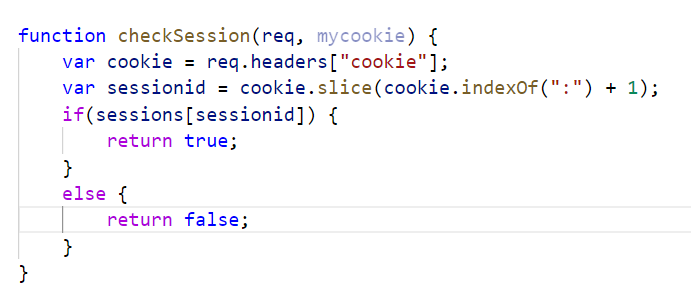 function checkSession(req, mycookie) {
    var cookie = req.headers["cookie"];
    var sessionid = cookie.slice(cookie.indexOf(":") + 1);
    if(sessions[sessionid]) {
        return true;
    }
    else {
        return false;
    }
}